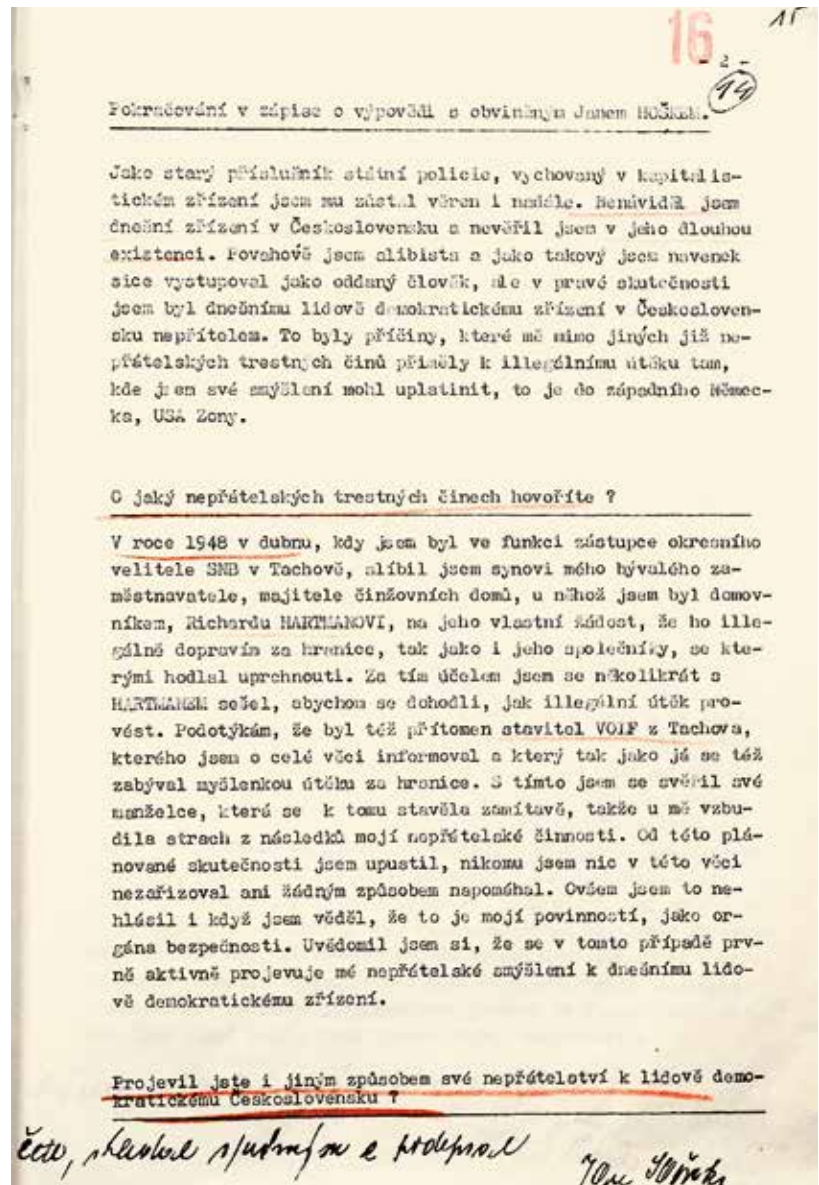 15
16
- 2 -
14
Pokračování v zápise o výpovědi s obviněným Janem HOŠKEM.
Jako starý příslušník státní policie, vychovaný v kapitalis-
tickém zřízení jsem mu zůstal věren i nadále. Nenáviděl jsem
dnešní zřízení v Československu a nevěřil jsem v jeho dlouhou
existenci. Povahově jsem alibista a jako takový jsem navenek
sice vystupoval jako oddaný člověk, ale v pravé skutečnosti
jsem byl dnešnímu lidově demokratickému zřízení v Českosloven-
sku nepřítelem. To byly příčiny, které mě mimo jiných již ne-
přátelských trestných činů přiměly k illegálnímu útěku tam,
kde jsem své smýšlení mohl uplatinit, to je do západního Němec-
ka, USA Zony.
O jaký nepřátelských trestných činech hovoříte ?
V roce 1948 v dubnu, kdy jsem byl ve funkci zástupce okresního
velitele SNB v Tachově, slíbil jsem synovi mého bývalého za-
městnavatele, majitele činžovních domů, u něhož jsem byl domov-
níkem, Richardu HARTMANOVI, na jeho vlastní žádost, že ho ille-
gálně dopravím za hranice, tak jako i jeho společníky, se kte-
rými hodlal uprchnouti. Za tím účelem jsem se několikrát s
HARTMANEM sešel, abychom se dohodli, jak illegální útěk pro-
vést. Podotýkám, že byl též přítomen stavitel VOLF z Tachova,
kterého jsem o celé věci informoval a který tak jako já se též
zabýval myšlenkou útěku za hranice. S tímto jsem se svěřil své
manželce, která se k tomu stavěla zamítavě, takže u mě vzbu-
dila strach z následků mojí nepřátelské činnosti. Od této plá-
nované skutečnosti jsem upustil, nikomu jsem nic v této věci
nezařizoval ani žádným způsobem napomáhal. Ovšem jsem to ne-
hlásil i když jsem věděl, že to je mojí povinností, jako or-
gána bezpečnosti. Uvědomil jsem si, že se v tomto případě prv-
ně aktivně projevuje mé nepřátelské smýšlení k dnešnímu lido-
vě demokratickému zřízení.
Projevil jste i jiným způsobem své nepřátelství k lidově demo-
kratickému Československu ?
a podepsal